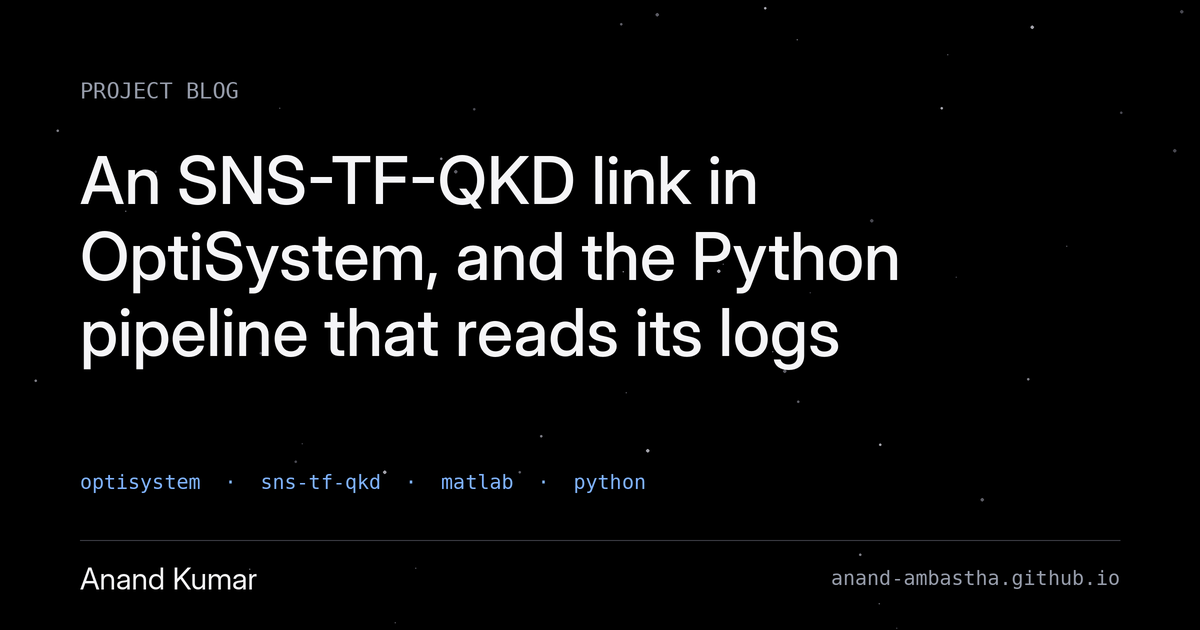 PROJECT BLOG
An SNS-TF-QKD link in
OptiSystem, and the Python
pipeline that reads its logs
optisystem · sns-tf-qkd · matlab · python
Anand Kumar
anand-ambastha.github.io